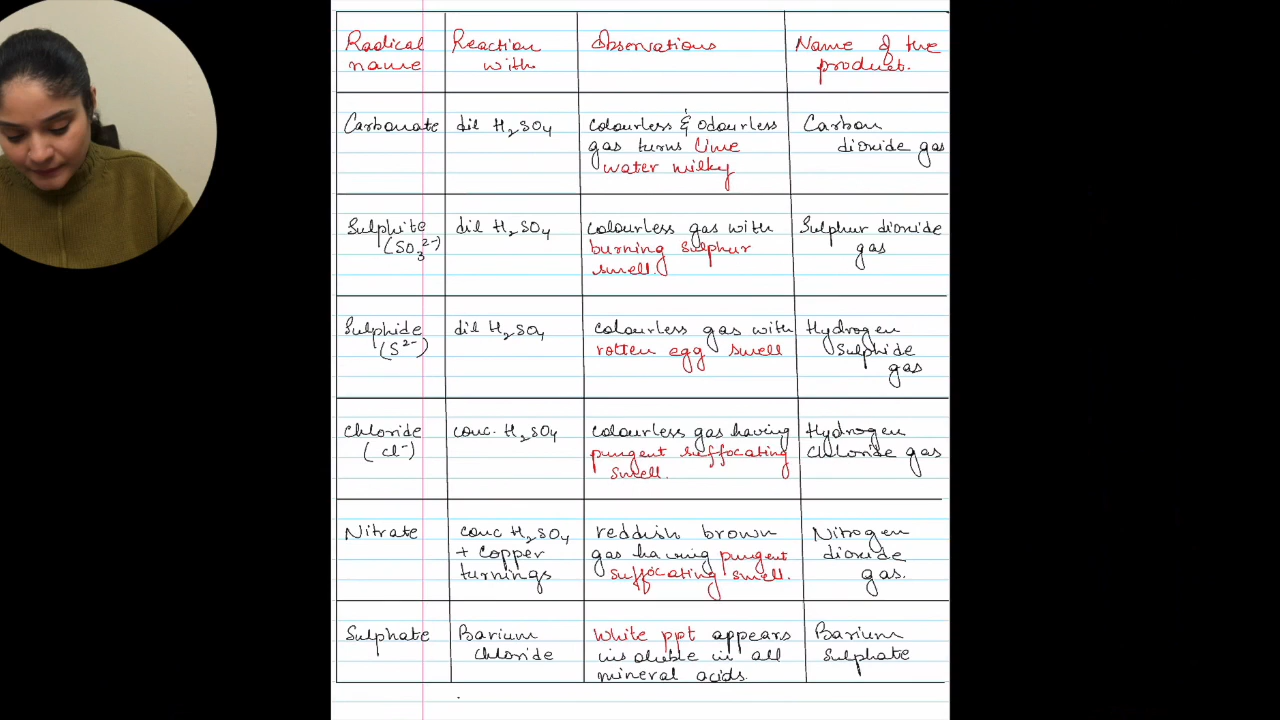 Radical name
Reaction with
Observations
Name of the product.
Carbonate
dil H₂SO₄
colourless & odourless
gas turns lime
water milky
Carbon
dioxide gas
Sulphite
(SO₃²⁻)
dil H₂SO₄
colourless gas with
burning sulphur
smell.
Sulphur dioxide
gas
Sulphide
(S²⁻)
dil H₂SO₄
colourless gas with
rotten egg smell
Hydrogen
Sulphide
gas
Chloride
(Cl⁻)
conc. H₂SO₄
colourless gas having
pungent suffocating
smell.
Hydrogen
Chloride gas
Nitrate
conc H₂SO₄
+ Copper
turnings
reddish brown
gas having pungent
suffocating smell.
Nitrogen
dioxide
gas.
Sulphate
Barium
chloride
White ppt appears
insoluble in all
mineral acids.
Barium
Sulphate